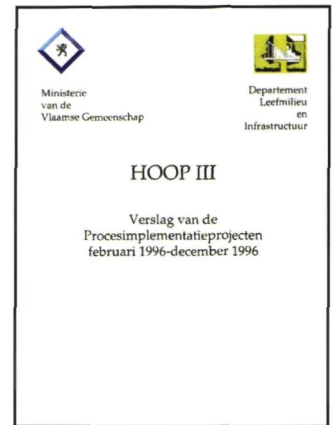 Ministerie
van de
Vlaamse Gemeenschap
Departement
Leefmilieu
en
Infrastructuur
HOOP III
Verslag van de
Procesimplementatieprojecten
februari 1996-december 1996